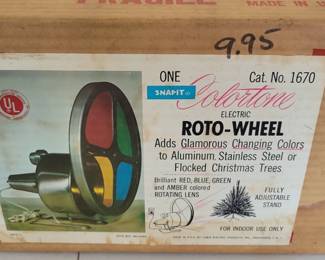 FRAGILE
MADE IN U.
9.95
ONE
Cat. No. 1670
SNAPIT
Colortone
ELECTRIC
ROTO-WHEEL
Adds Glamorous Changing Colors
to Aluminum, Stainless Steel or
Flocked Christmas Trees
Brilliant RED, BLUE, GREEN
and AMBER colored
ROTATING LENS
FULLY
ADJUSTABLE
STAND
FOR INDOOR USE ONLY
UL